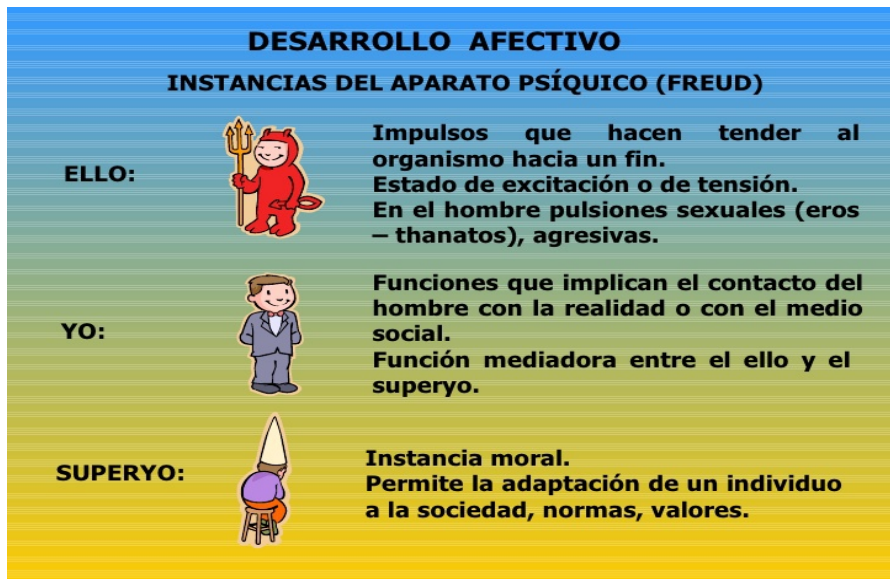 DESARROLLO AFECTIVO
INSTANCIAS DEL APARATO PSÍQUICO (FREUD)
ELLO:
Impulsos que hacen tender al
organismo hacia un fin.
Estado de excitación o de tensión.
En el hombre pulsiones sexuales (eros
– thanatos), agresivas.
YO:
Funciones que implican el contacto del
hombre con la realidad o con el medio
social.
Función mediadora entre el ello y el
superyo.
SUPERYO:
Instancia moral.
Permite la adaptación de un individuo
a la sociedad, normas, valores.